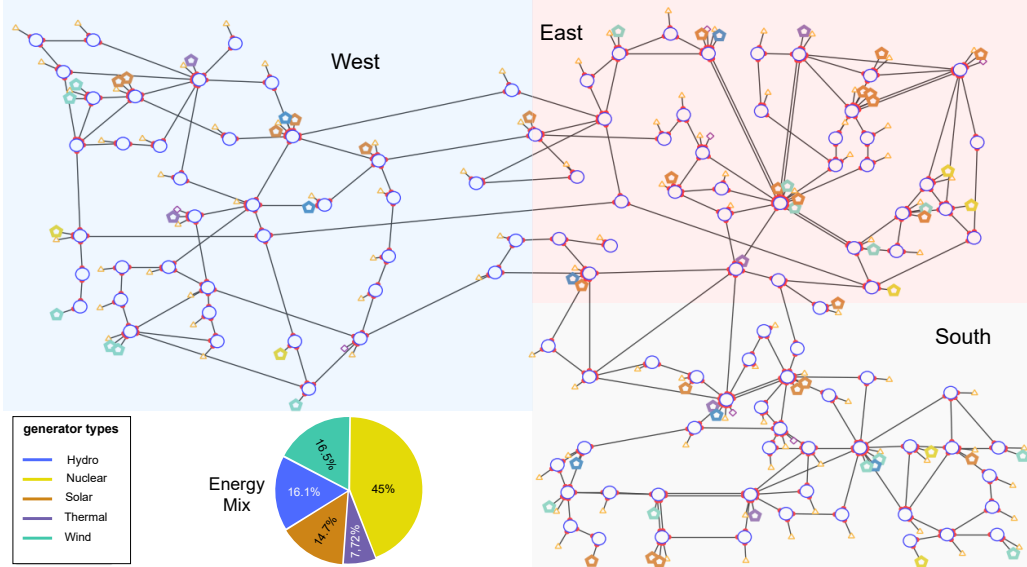 West
East
South
generator types
Hydro
Nuclear
Solar
Thermal
Wind
Energy
Mix
16.5%
45%
16.1%
14.7%
7.72%